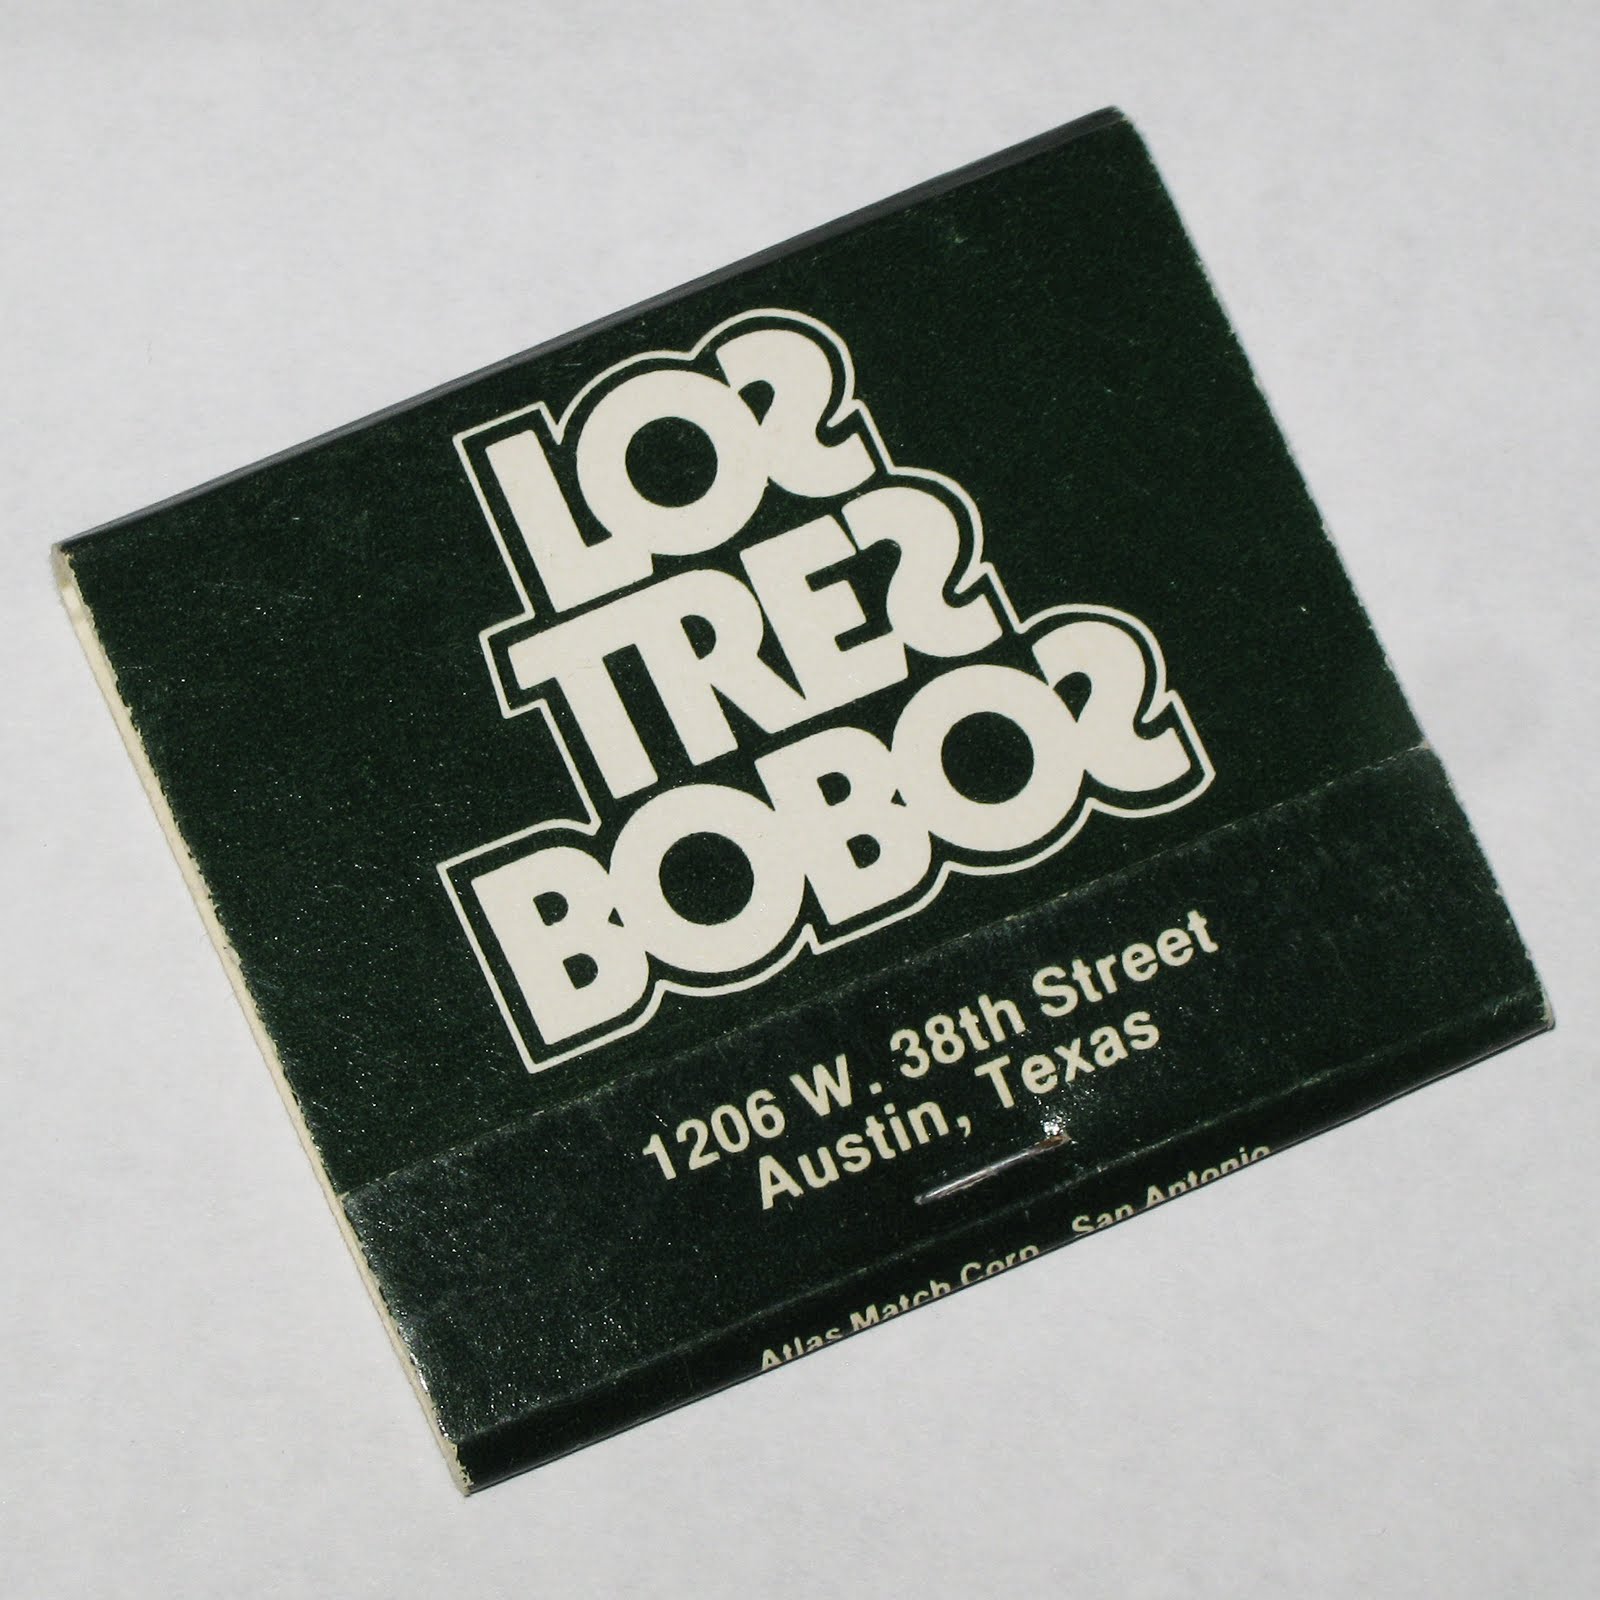 LOS
TRES
BOBOS
1206 W. 38th Street
Austin, Texas
Atlas Match Corp. San Antonio